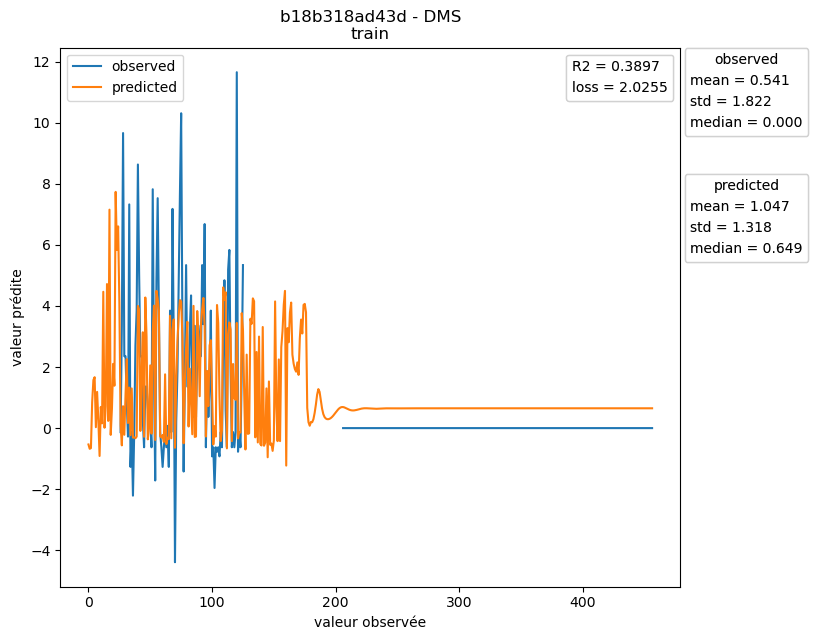 b18b318ad43d - DMS
train
observed
predicted
R2 = 0.3897
loss = 2.0255
observed
mean = 0.541
std = 1.822
median = 0.000
predicted
mean = 1.047
std = 1.318
median = 0.649
12
10
8
6
4
2
0
−2
−4
valeur prédite
0 100 200 300 400
valeur observée